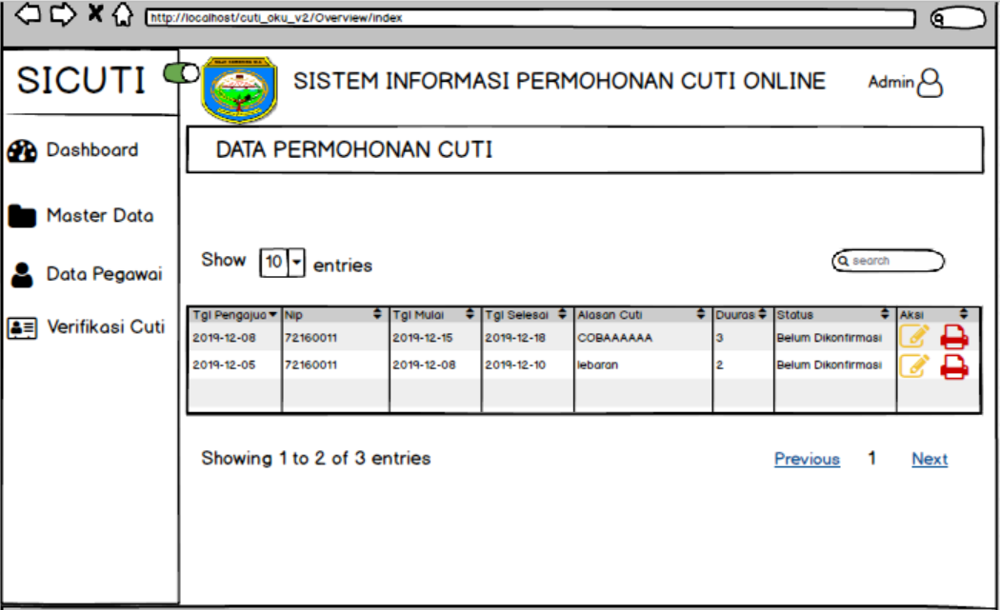 http://localhost/cuti_oku_v2/Overview/index
SICUTI
SISTEM INFORMASI PERMOHONAN CUTI ONLINE
Admin
Dashboard
Master Data
Data Pegawai
Verifikasi Cuti
DATA PERMOHONAN CUTI
Show 10 entries
search
Tgl Pengajua Nip Tgl Mulai Tgl Selesai Alasan Cuti Duuras Status Aksi
2019-12-08 72160011 2019-12-15 2019-12-18 COBAAAAAA 3 Belum Dikonfirmasi
2019-12-05 72160011 2019-12-08 2019-12-10 lebaran 2 Belum Dikonfirmasi
Showing 1 to 2 of 3 entries
Previous 1 Next